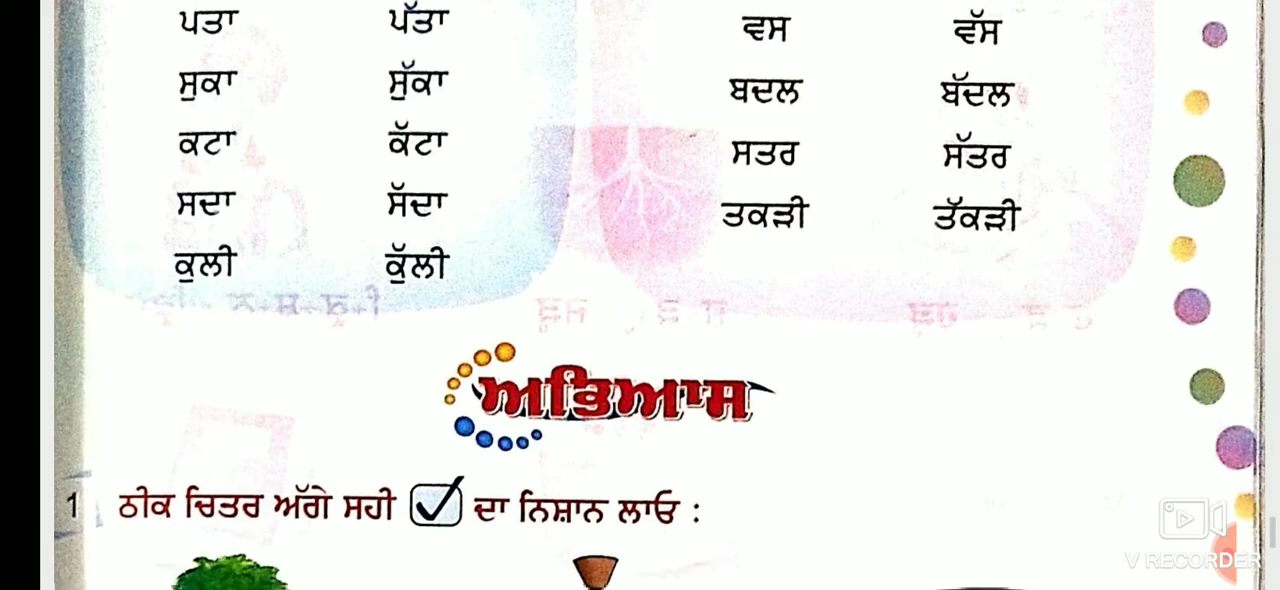 ਪਤਾ ਪੱਤਾ
ਸੁਕਾ ਸੁੱਕਾ
ਕਟਾ ਕੱਟਾ
ਸਦਾ ਸੱਦਾ
ਕੁਲੀ ਕੁੱਲੀ
ਵਸ ਵੱਸ
ਬਦਲ ਬੱਦਲ
ਸਤਰ ਸੱਤਰ
ਤਕੜੀ ਤੱਕੜੀ
ਅਭਿਆਸ
1 ਠੀਕ ਚਿਤਰ ਅੱਗੇ ਸਹੀ ✓ ਦਾ ਨਿਸ਼ਾਨ ਲਾਓ :
V RECORDER